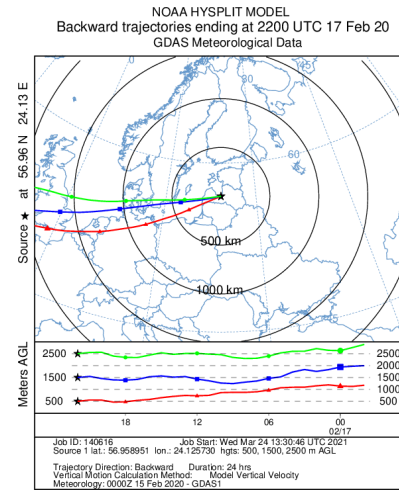 NOAA HYSPLIT MODEL
Backward trajectories ending at 2200 UTC 17 Feb 20
GDAS Meteorological Data
Source ★ at 56.96 N 24.13 E
45
30
60
500 km
1000 km
Meters AGL
2500 2500
2000
1500 1500
1000
500 500
18 12 06 00
02/17
Job ID: 140616 Job Start: Wed Mar 24 13:30:46 UTC 2021
Source 1 lat.: 56.958951 lon.: 24.125730 hgts: 500, 1500, 2500 m AGL
Trajectory Direction: Backward Duration: 24 hrs
Vertical Motion Calculation Method: Model Vertical Velocity
Meteorology: 0000Z 15 Feb 2020 - GDAS1